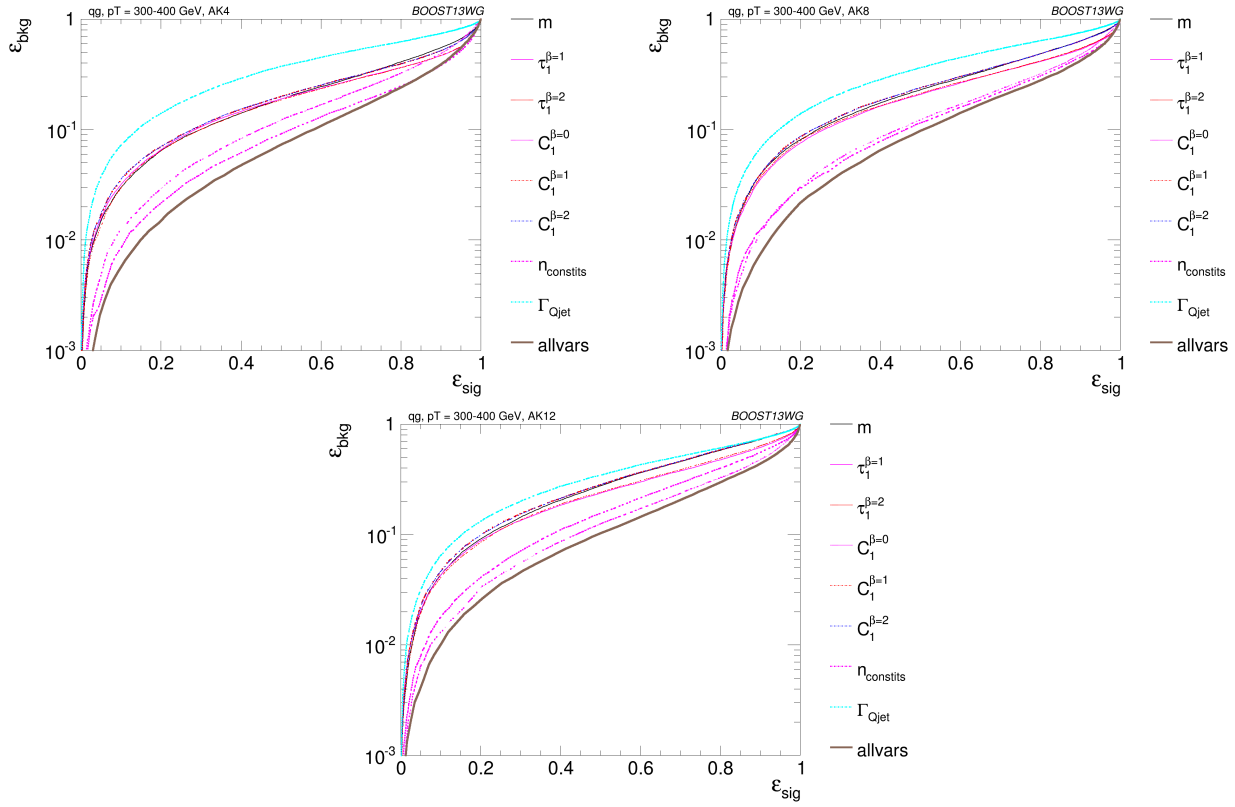 qg, pT = 300-400 GeV, AK4
BOOST13WG
ε_bkg
1
10^-1
10^-2
10^-3
0
0.2
0.4
0.6
0.8
1
ε_sig
m
τ_1^β=1
τ_1^β=2
C_1^β=0
C_1^β=1
C_1^β=2
n_constits
Γ_Qjet
allvars
qg, pT = 300-400 GeV, AK8
BOOST13WG
ε_bkg
1
10^-1
10^-2
10^-3
0
0.2
0.4
0.6
0.8
1
ε_sig
m
τ_1^β=1
τ_1^β=2
C_1^β=0
C_1^β=1
C_1^β=2
n_constits
Γ_Qjet
allvars
qg, pT = 300-400 GeV, AK12
BOOST13WG
ε_bkg
1
10^-1
10^-2
10^-3
0
0.2
0.4
0.6
0.8
1
ε_sig
m
τ_1^β=1
τ_1^β=2
C_1^β=0
C_1^β=1
C_1^β=2
n_constits
Γ_Qjet
allvars